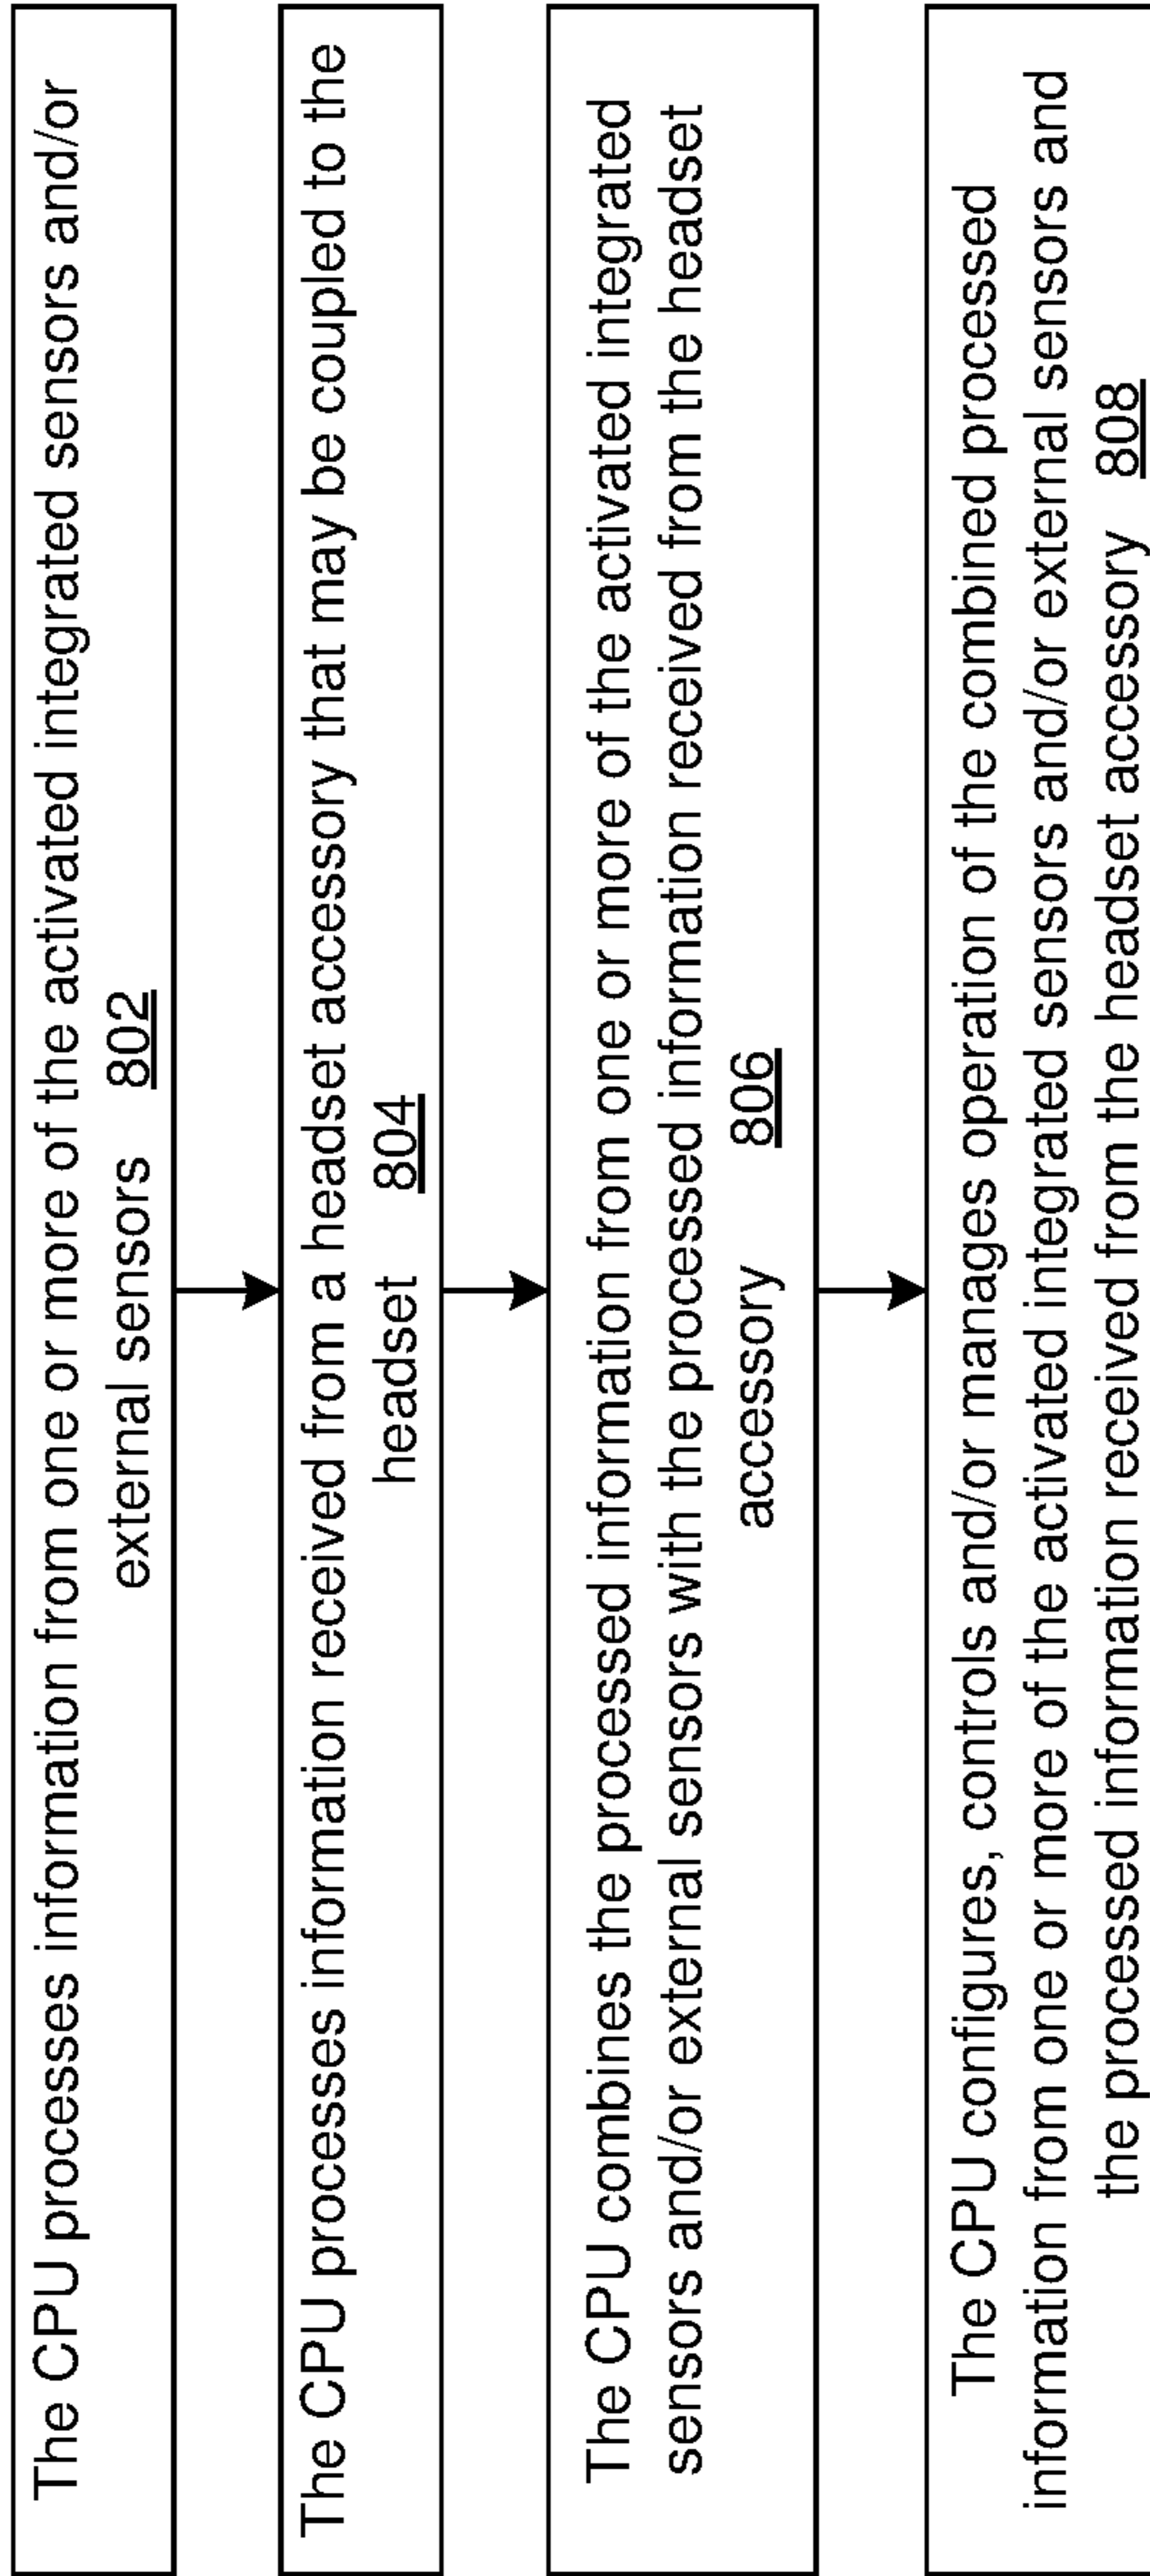 The CPU processes information from one or more of the activated integrated sensors and/or
external sensors 802
The CPU processes information received from a headset accessory that may be coupled to the
headset 804
The CPU combines the processed information from one or more of the activated integrated
sensors and/or external sensors with the processed information received from the headset
accessory 806
The CPU configures, controls and/or manages operation of the combined processed
information from one or more of the activated integrated sensors and/or external sensors and
the processed information received from the headset accessory 808